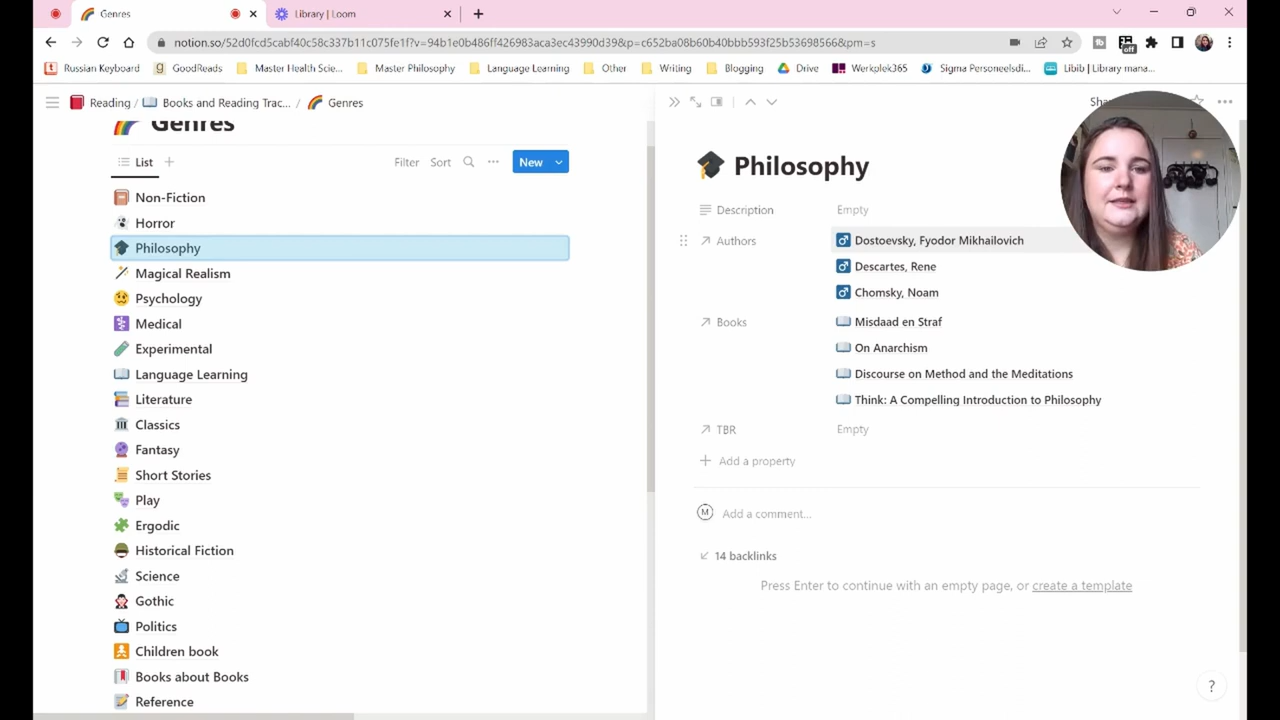 Genres
Library | Loom
notion.so/52d0fcd5cabf40c58c337b11c075fe1f?v=94b1b0b486ff426983aca3ec43990d39&p=c652ba08b60b40bbb593f25b53698566&pm=s
off
Russian Keyboard
GoodReads
Master Health Scie...
Master Philosophy
Language Learning
Other
Writing
Blogging
Drive
Werkplek365
Sigma Personeelsdi...
Libib | Library mana...
Reading / Books and Reading Trac... / Genres
Genres
List
Filter
Sort
New
Non-Fiction
Horror
Philosophy
Magical Realism
Psychology
Medical
Experimental
Language Learning
Literature
Classics
Fantasy
Short Stories
Play
Ergodic
Historical Fiction
Science
Gothic
Politics
Children book
Books about Books
Reference
Philosophy
Description Empty
Authors Dostoevsky, Fyodor Mikhailovich
Descartes, Rene
Chomsky, Noam
Books Misdaad en Straf
On Anarchism
Discourse on Method and the Meditations
Think: A Compelling Introduction to Philosophy
TBR Empty
Add a property
M Add a comment...
14 backlinks
Press Enter to continue with an empty page, or create a template
?